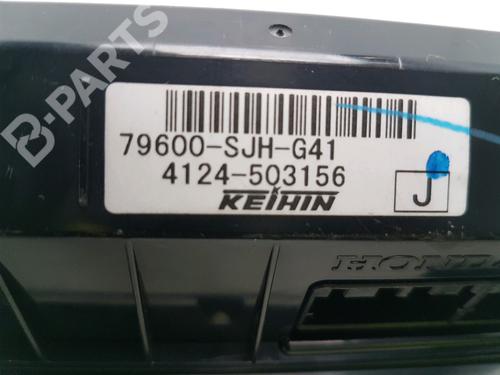 B-PARTS
79600-SJH-G41
4124-503156
KEIHIN
J
HONDA